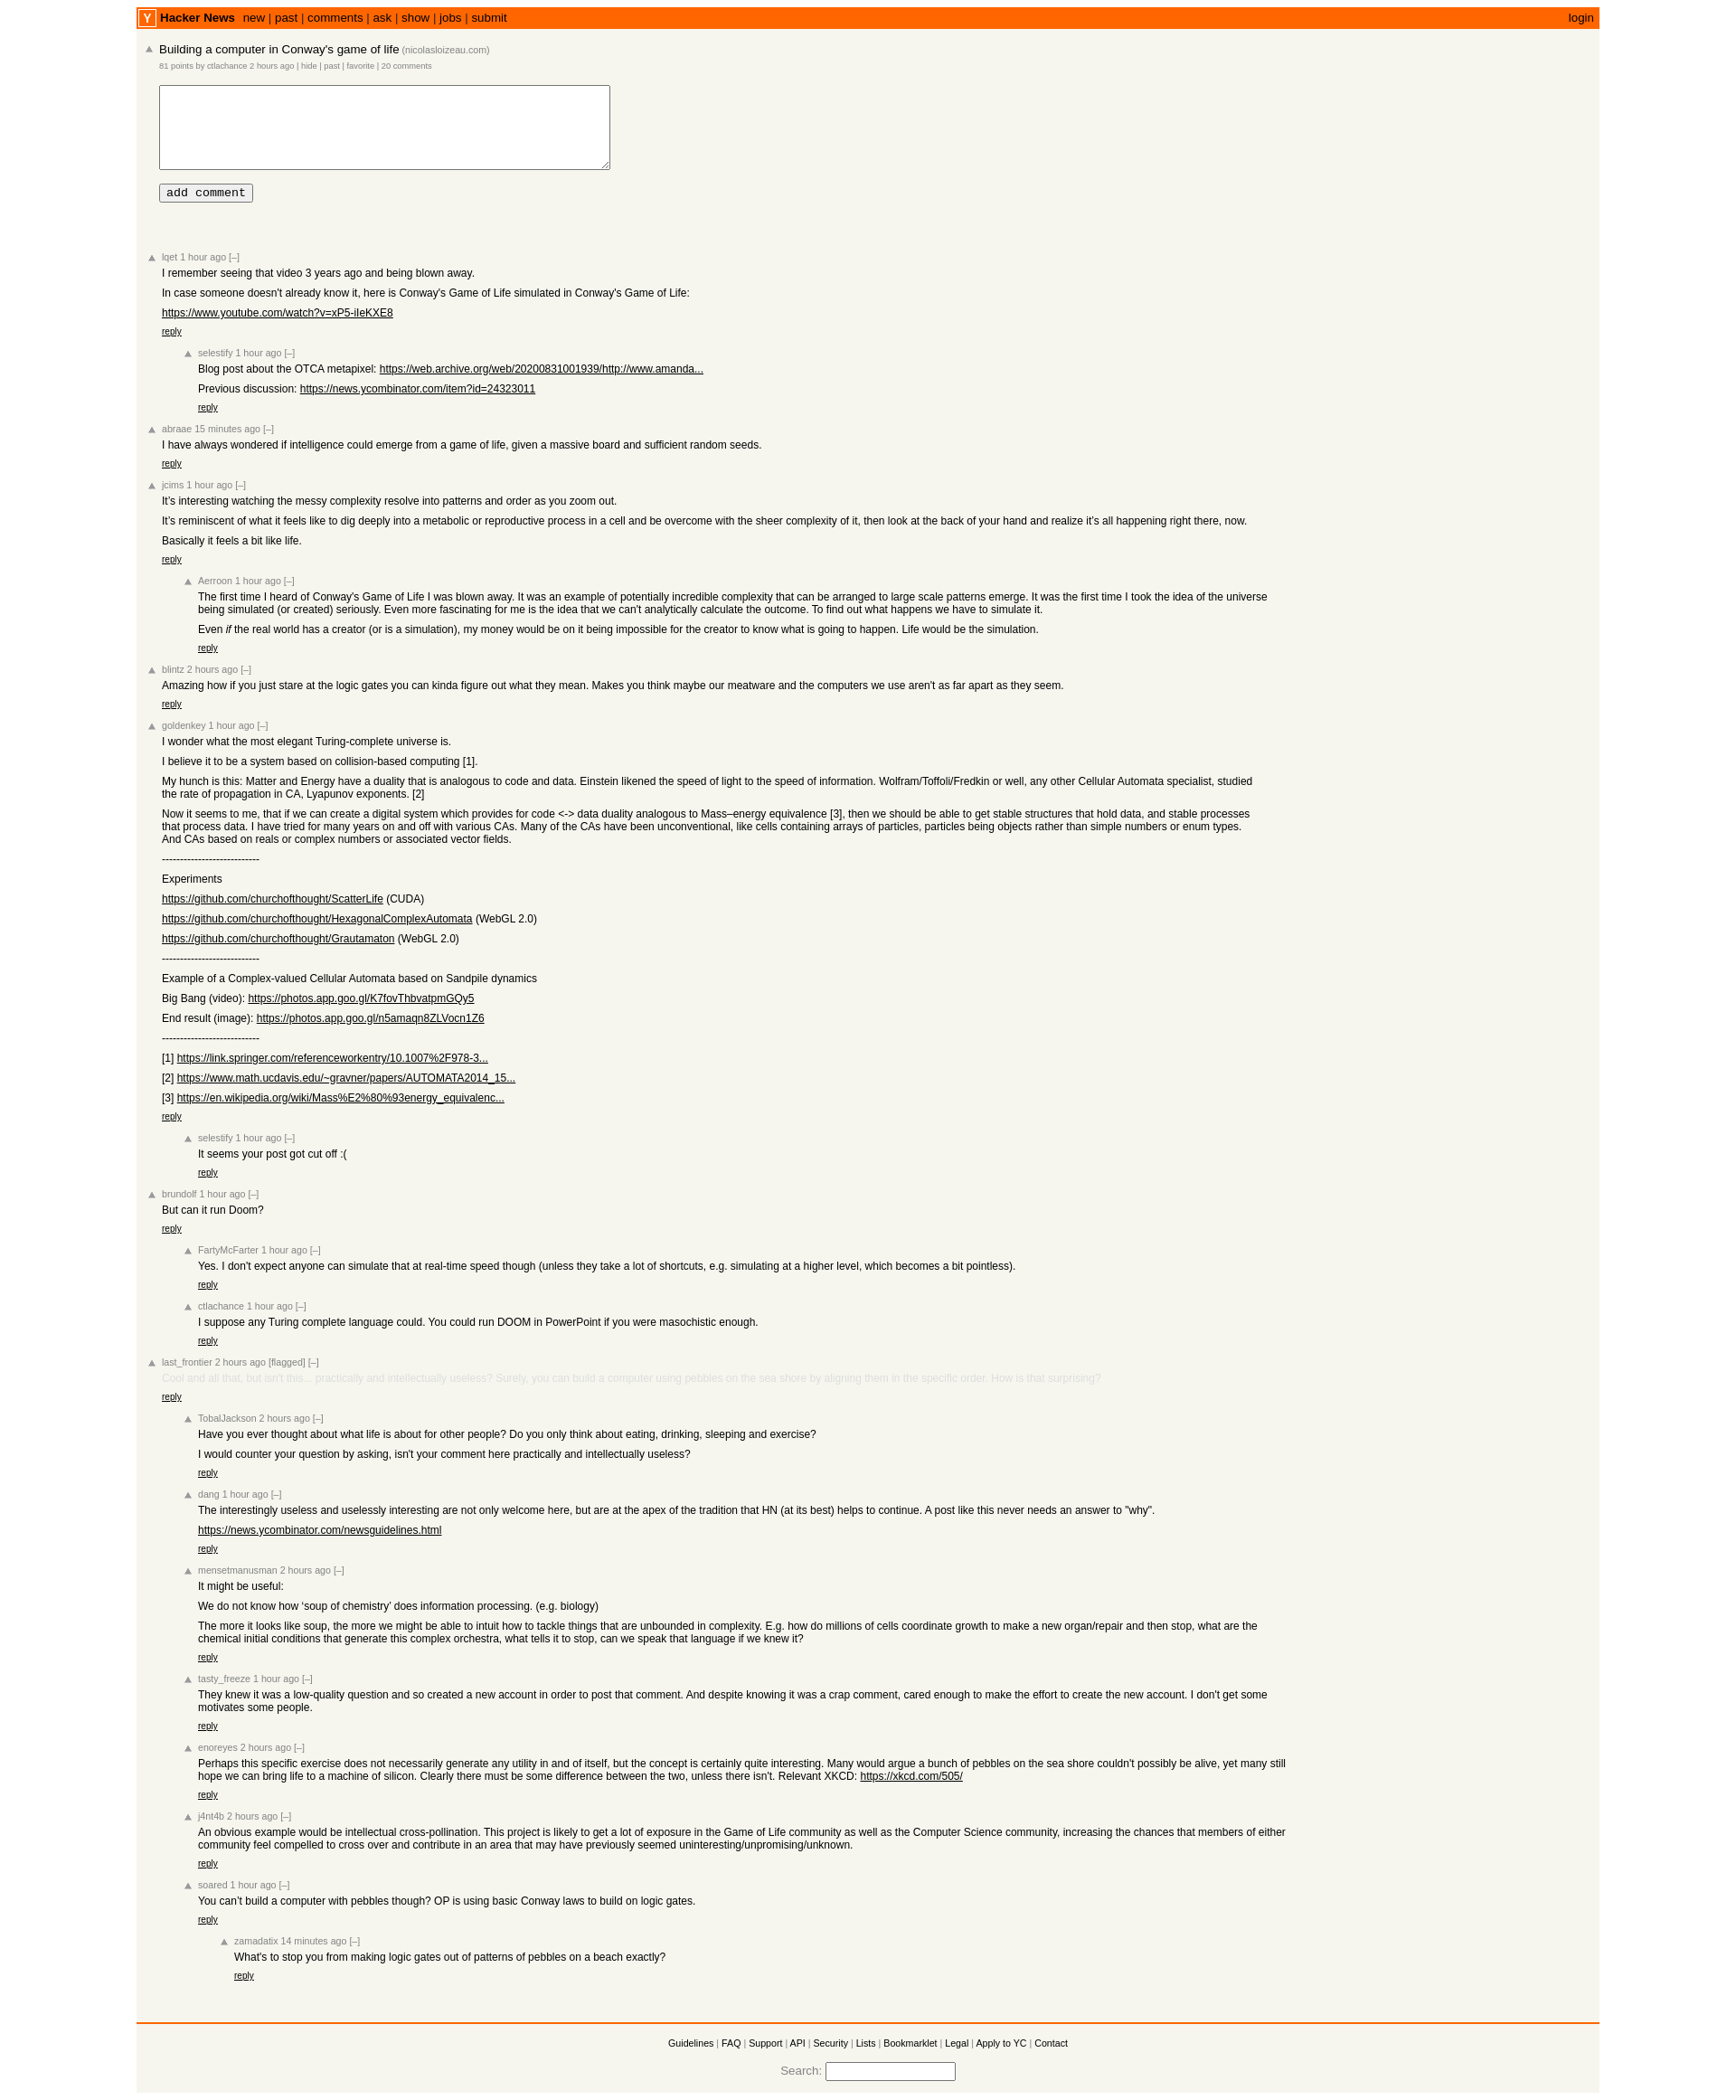 Y Hacker News new | past | comments | ask | show | jobs | submit login
Building a computer in Conway's game of life (nicolasloizeau.com)
81 points by ctlachance 2 hours ago | hide | past | favorite | 20 comments
add comment
lqet 1 hour ago [–]
I remember seeing that video 3 years ago and being blown away.
In case someone doesn't already know it, here is Conway's Game of Life simulated in Conway's Game of Life:
https://www.youtube.com/watch?v=xP5-iIeKXE8
reply
selestify 1 hour ago [–]
Blog post about the OTCA metapixel: https://web.archive.org/web/20200831001939/http://www.amanda...
Previous discussion: https://news.ycombinator.com/item?id=24323011
reply
abraae 15 minutes ago [–]
I have always wondered if intelligence could emerge from a game of life, given a massive board and sufficient random seeds.
reply
jcims 1 hour ago [–]
It's interesting watching the messy complexity resolve into patterns and order as you zoom out.
It's reminiscent of what it feels like to dig deeply into a metabolic or reproductive process in a cell and be overcome with the sheer complexity of it, then look at the back of your hand and realize it's all happening right there, now.
Basically it feels a bit like life.
reply
Aerroon 1 hour ago [–]
The first time I heard of Conway's Game of Life I was blown away. It was an example of potentially incredible complexity that can be arranged to large scale patterns emerge. It was the first time I took the idea of the universe
being simulated (or created) seriously. Even more fascinating for me is the idea that we can't analytically calculate the outcome. To find out what happens we have to simulate it.
Even if the real world has a creator (or is a simulation), my money would be on it being impossible for the creator to know what is going to happen. Life would be the simulation.
reply
blintz 2 hours ago [–]
Amazing how if you just stare at the logic gates you can kinda figure out what they mean. Makes you think maybe our meatware and the computers we use aren't as far apart as they seem.
reply
goldenkey 1 hour ago [–]
I wonder what the most elegant Turing-complete universe is.
I believe it to be a system based on collision-based computing [1].
My hunch is this: Matter and Energy have a duality that is analogous to code and data. Einstein likened the speed of light to the speed of information. Wolfram/Toffoli/Fredkin or well, any other Cellular Automata specialist, studied
the rate of propagation in CA, Lyapunov exponents. [2]
Now it seems to me, that if we can create a digital system which provides for code <-> data duality analogous to Mass–energy equivalence [3], then we should be able to get stable structures that hold data, and stable processes
that process data. I have tried for many years on and off with various CAs. Many of the CAs have been unconventional, like cells containing arrays of particles, particles being objects rather than simple numbers or enum types.
And CAs based on reals or complex numbers or associated vector fields.
---------------------------
Experiments
https://github.com/churchofthought/ScatterLife (CUDA)
https://github.com/churchofthought/HexagonalComplexAutomata (WebGL 2.0)
https://github.com/churchofthought/Grautamaton (WebGL 2.0)
---------------------------
Example of a Complex-valued Cellular Automata based on Sandpile dynamics
Big Bang (video): https://photos.app.goo.gl/K7fovThbvatpmGQy5
End result (image): https://photos.app.goo.gl/n5amaqn8ZLVocn1Z6
---------------------------
[1] https://link.springer.com/referenceworkentry/10.1007%2F978-3...
[2] https://www.math.ucdavis.edu/~gravner/papers/AUTOMATA2014_15...
[3] https://en.wikipedia.org/wiki/Mass%E2%80%93energy_equivalenc...
reply
selestify 1 hour ago [–]
It seems your post got cut off :(
reply
brundolf 1 hour ago [–]
But can it run Doom?
reply
FartyMcFarter 1 hour ago [–]
Yes. I don't expect anyone can simulate that at real-time speed though (unless they take a lot of shortcuts, e.g. simulating at a higher level, which becomes a bit pointless).
reply
ctlachance 1 hour ago [–]
I suppose any Turing complete language could. You could run DOOM in PowerPoint if you were masochistic enough.
reply
last_frontier 2 hours ago [flagged] [–]
Cool and all that, but isn't this... practically and intellectually useless? Surely, you can build a computer using pebbles on the sea shore by aligning them in the specific order. How is that surprising?
reply
TobalJackson 2 hours ago [–]
Have you ever thought about what life is about for other people? Do you only think about eating, drinking, sleeping and exercise?
I would counter your question by asking, isn't your comment here practically and intellectually useless?
reply
dang 1 hour ago [–]
The interestingly useless and uselessly interesting are not only welcome here, but are at the apex of the tradition that HN (at its best) helps to continue. A post like this never needs an answer to "why".
https://news.ycombinator.com/newsguidelines.html
reply
mensetmanusman 2 hours ago [–]
It might be useful:
We do not know how ‘soup of chemistry’ does information processing. (e.g. biology)
The more it looks like soup, the more we might be able to intuit how to tackle things that are unbounded in complexity. E.g. how do millions of cells coordinate growth to make a new organ/repair and then stop, what are the
chemical initial conditions that generate this complex orchestra, what tells it to stop, can we speak that language if we knew it?
reply
tasty_freeze 1 hour ago [–]
They knew it was a low-quality question and so created a new account in order to post that comment. And despite knowing it was a crap comment, cared enough to make the effort to create the new account. I don't get some
motivates some people.
reply
enoreyes 2 hours ago [–]
Perhaps this specific exercise does not necessarily generate any utility in and of itself, but the concept is certainly quite interesting. Many would argue a bunch of pebbles on the sea shore couldn't possibly be alive, yet many still
hope we can bring life to a machine of silicon. Clearly there must be some difference between the two, unless there isn't. Relevant XKCD: https://xkcd.com/505/
reply
j4nt4b 2 hours ago [–]
An obvious example would be intellectual cross-pollination. This project is likely to get a lot of exposure in the Game of Life community as well as the Computer Science community, increasing the chances that members of either
community feel compelled to cross over and contribute in an area that may have previously seemed uninteresting/unpromising/unknown.
reply
soared 1 hour ago [–]
You can't build a computer with pebbles though? OP is using basic Conway laws to build on logic gates.
reply
zamadatix 14 minutes ago [–]
What's to stop you from making logic gates out of patterns of pebbles on a beach exactly?
reply
Guidelines | FAQ | Support | API | Security | Lists | Bookmarklet | Legal | Apply to YC | Contact
Search: